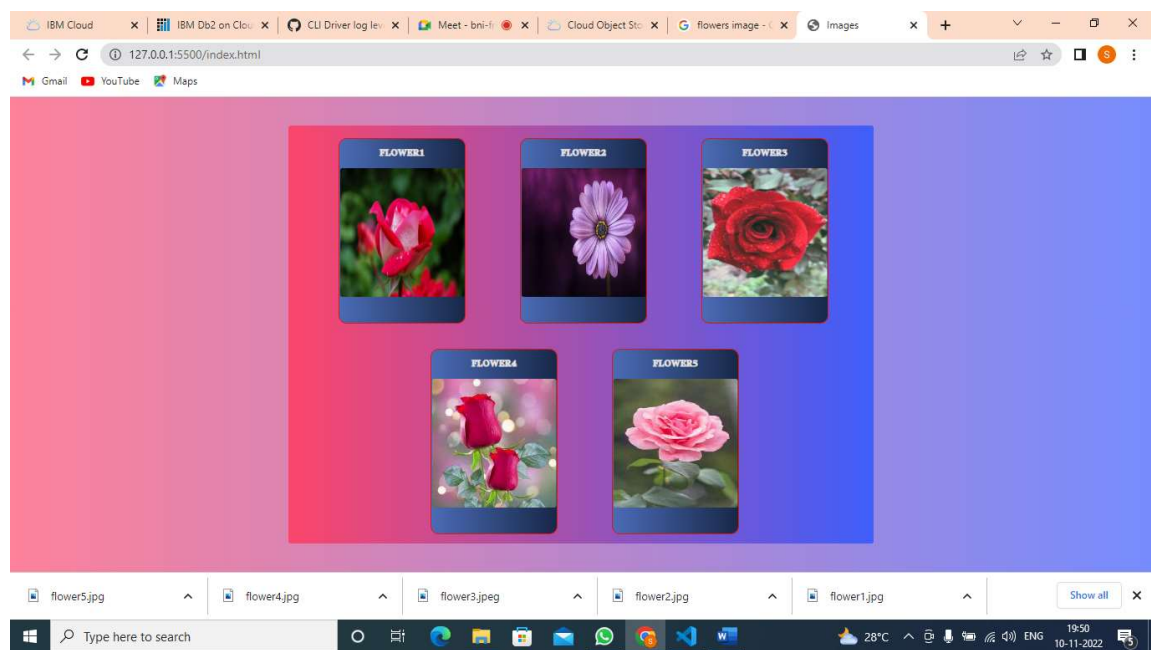 IBM Cloud IBM Db2 on Clou CLI Driver log lev Meet - bni-fr Cloud Object Sto flowers image - G Images
127.0.0.1:5500/index.html S
Gmail YouTube Maps
FLOWER1 FLOWER2 FLOWER3
FLOWER4 FLOWER5
flower5.jpg flower4.jpg flower3.jpeg flower2.jpg flower1.jpg Show all
Type here to search 28°C ENG 19:50
10-11-2022 5